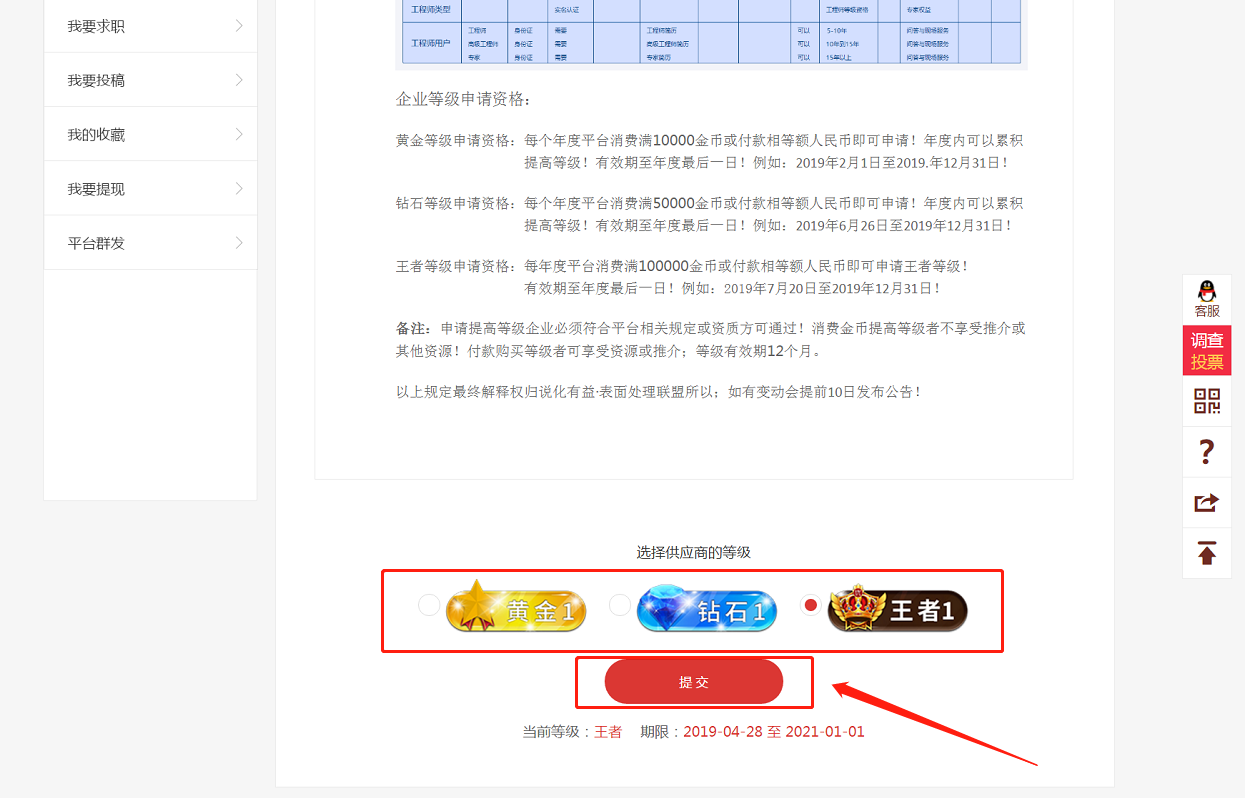 我要求职
我要投稿
我的收藏
我要提现
平台群发
工程师类型 实名认证 工程师等级资格 专家权益
工程师用户
工程师 身份证 需要 工程师简历 可以 5-10年 问答与现场服务
高级工程师 身份证 需要 高级工程师简历 可以 10年到15年 问答与现场服务
专家 身份证 需要 专家简历 可以 15年以上 问答与现场服务
企业等级申请资格：
黄金等级申请资格：每个年度平台消费满10000金币或付款相等额人民币即可申请！年度内可以累积
提高等级！有效期至年度最后一日！例如：2019年2月1日至2019.年12月31日！
钻石等级申请资格：每个年度平台消费满50000金币或付款相等额人民币即可申请！年度内可以累积
提高等级！有效期至年度最后一日！例如：2019年6月26日至2019年12月31日！
王者等级申请资格：每年度平台消费满100000金币或付款相等额人民币即可申请王者等级！
有效期至年度最后一日！例如：2019年7月20日至2019年12月31日！
备注：申请提高等级企业必须符合平台相关规定或资质方可通过！消费金币提高等级者不享受推介或
其他资源！付款购买等级者可享受资源或推介；等级有效期12个月。
以上规定最终解释权归说化有益·表面处理联盟所以；如有变动会提前10日发布公告！
选择供应商的等级
黄金1
钻石1
王者1
提交
当前等级：王者 期限：2019-04-28 至 2021-01-01
客服
调查
投票
?